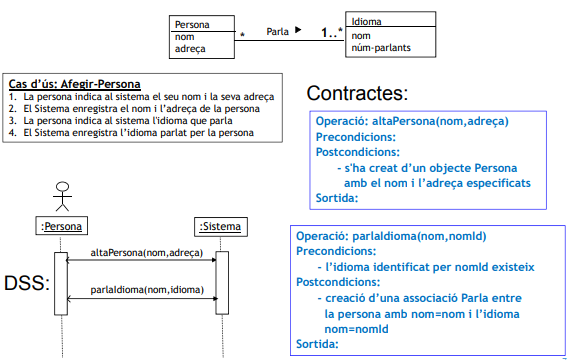 Persona
nom
adreça
*
Parla
1..*
Idioma
nom
núm-parlants
Cas d'ús: Afegir-Persona
1. La persona indica al sistema el seu nom i la seva adreça
2. El Sistema enregistra el nom i l'adreça de la persona
3. La persona indica al sistema l'idioma que parla
4. El Sistema enregistra l'idioma parlat per la persona
Contractes:
Operació: altaPersona(nom,adreça)
Precondicions:
Postcondicions:
- s'ha creat d'un objecte Persona
amb el nom i l'adreça especificats
Sortida:
:Persona
:Sistema
altaPersona(nom,adreça)
DSS:
parlaIdioma(nom,idioma)
Operació: parlaIdioma(nom,nomId)
Precondicions:
- l'idioma identificat per nomId existeix
Postcondicions:
- creació d'una associació Parla entre
la persona amb nom=nom i l'idioma
nom=nomId
Sortida: